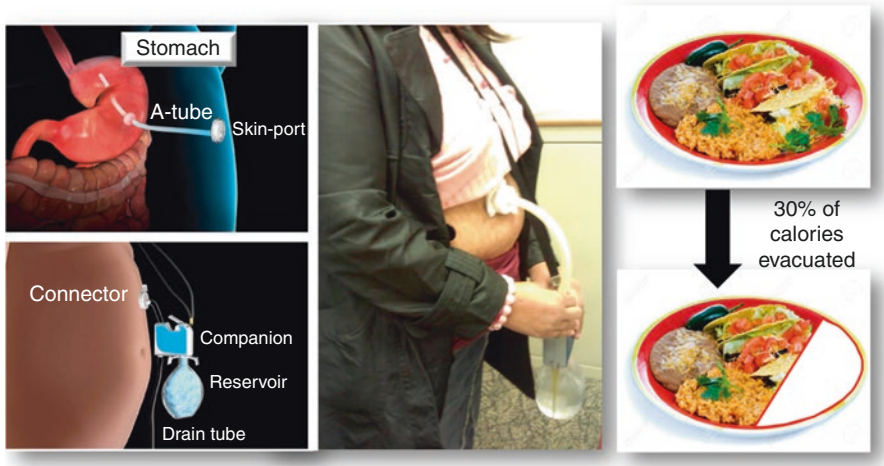 Stomach
A-tube
Skin-port
Connector
Companion
Reservoir
Drain tube
30% of
calories
evacuated